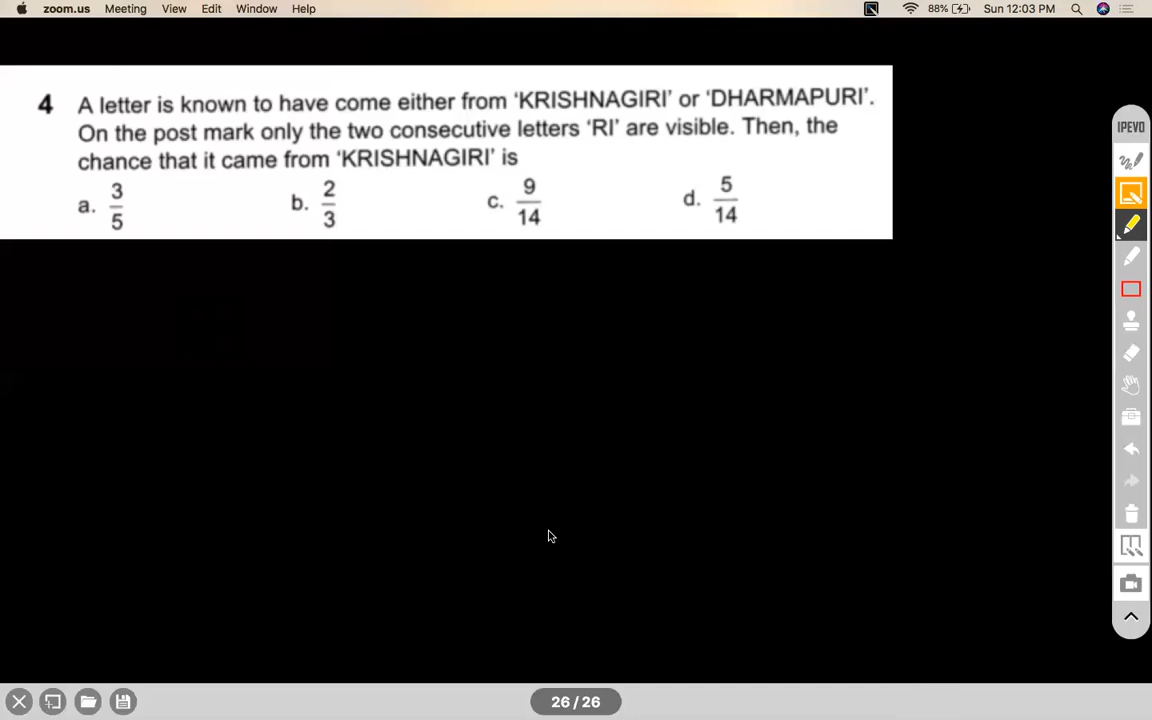 zoom.us Meeting View Edit Window Help 88% Sun 12:03 PM
4 A letter is known to have come either from ‘KRISHNAGIRI’ or ‘DHARMAPURI’.
On the post mark only the two consecutive letters ‘RI’ are visible. Then, the
chance that it came from ‘KRISHNAGIRI’ is
a. 3/5 b. 2/3 c. 9/14 d. 5/14
IPEVO
26 / 26